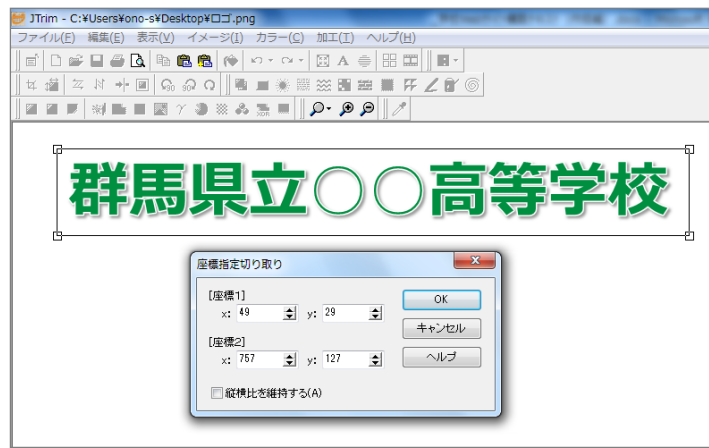 JTrim - C:¥Users¥ono-s¥Desktop¥ロゴ.png
ファイル(F) 編集(E) 表示(V) イメージ(I) カラー(C) 加工(T) ヘルプ(H)
群馬県立○○高等学校
座標指定切り取り
[座標1]
x: 49 y: 29
OK
キャンセル
[座標2]
x: 757 y: 127
ヘルプ
縦横比を維持する(A)